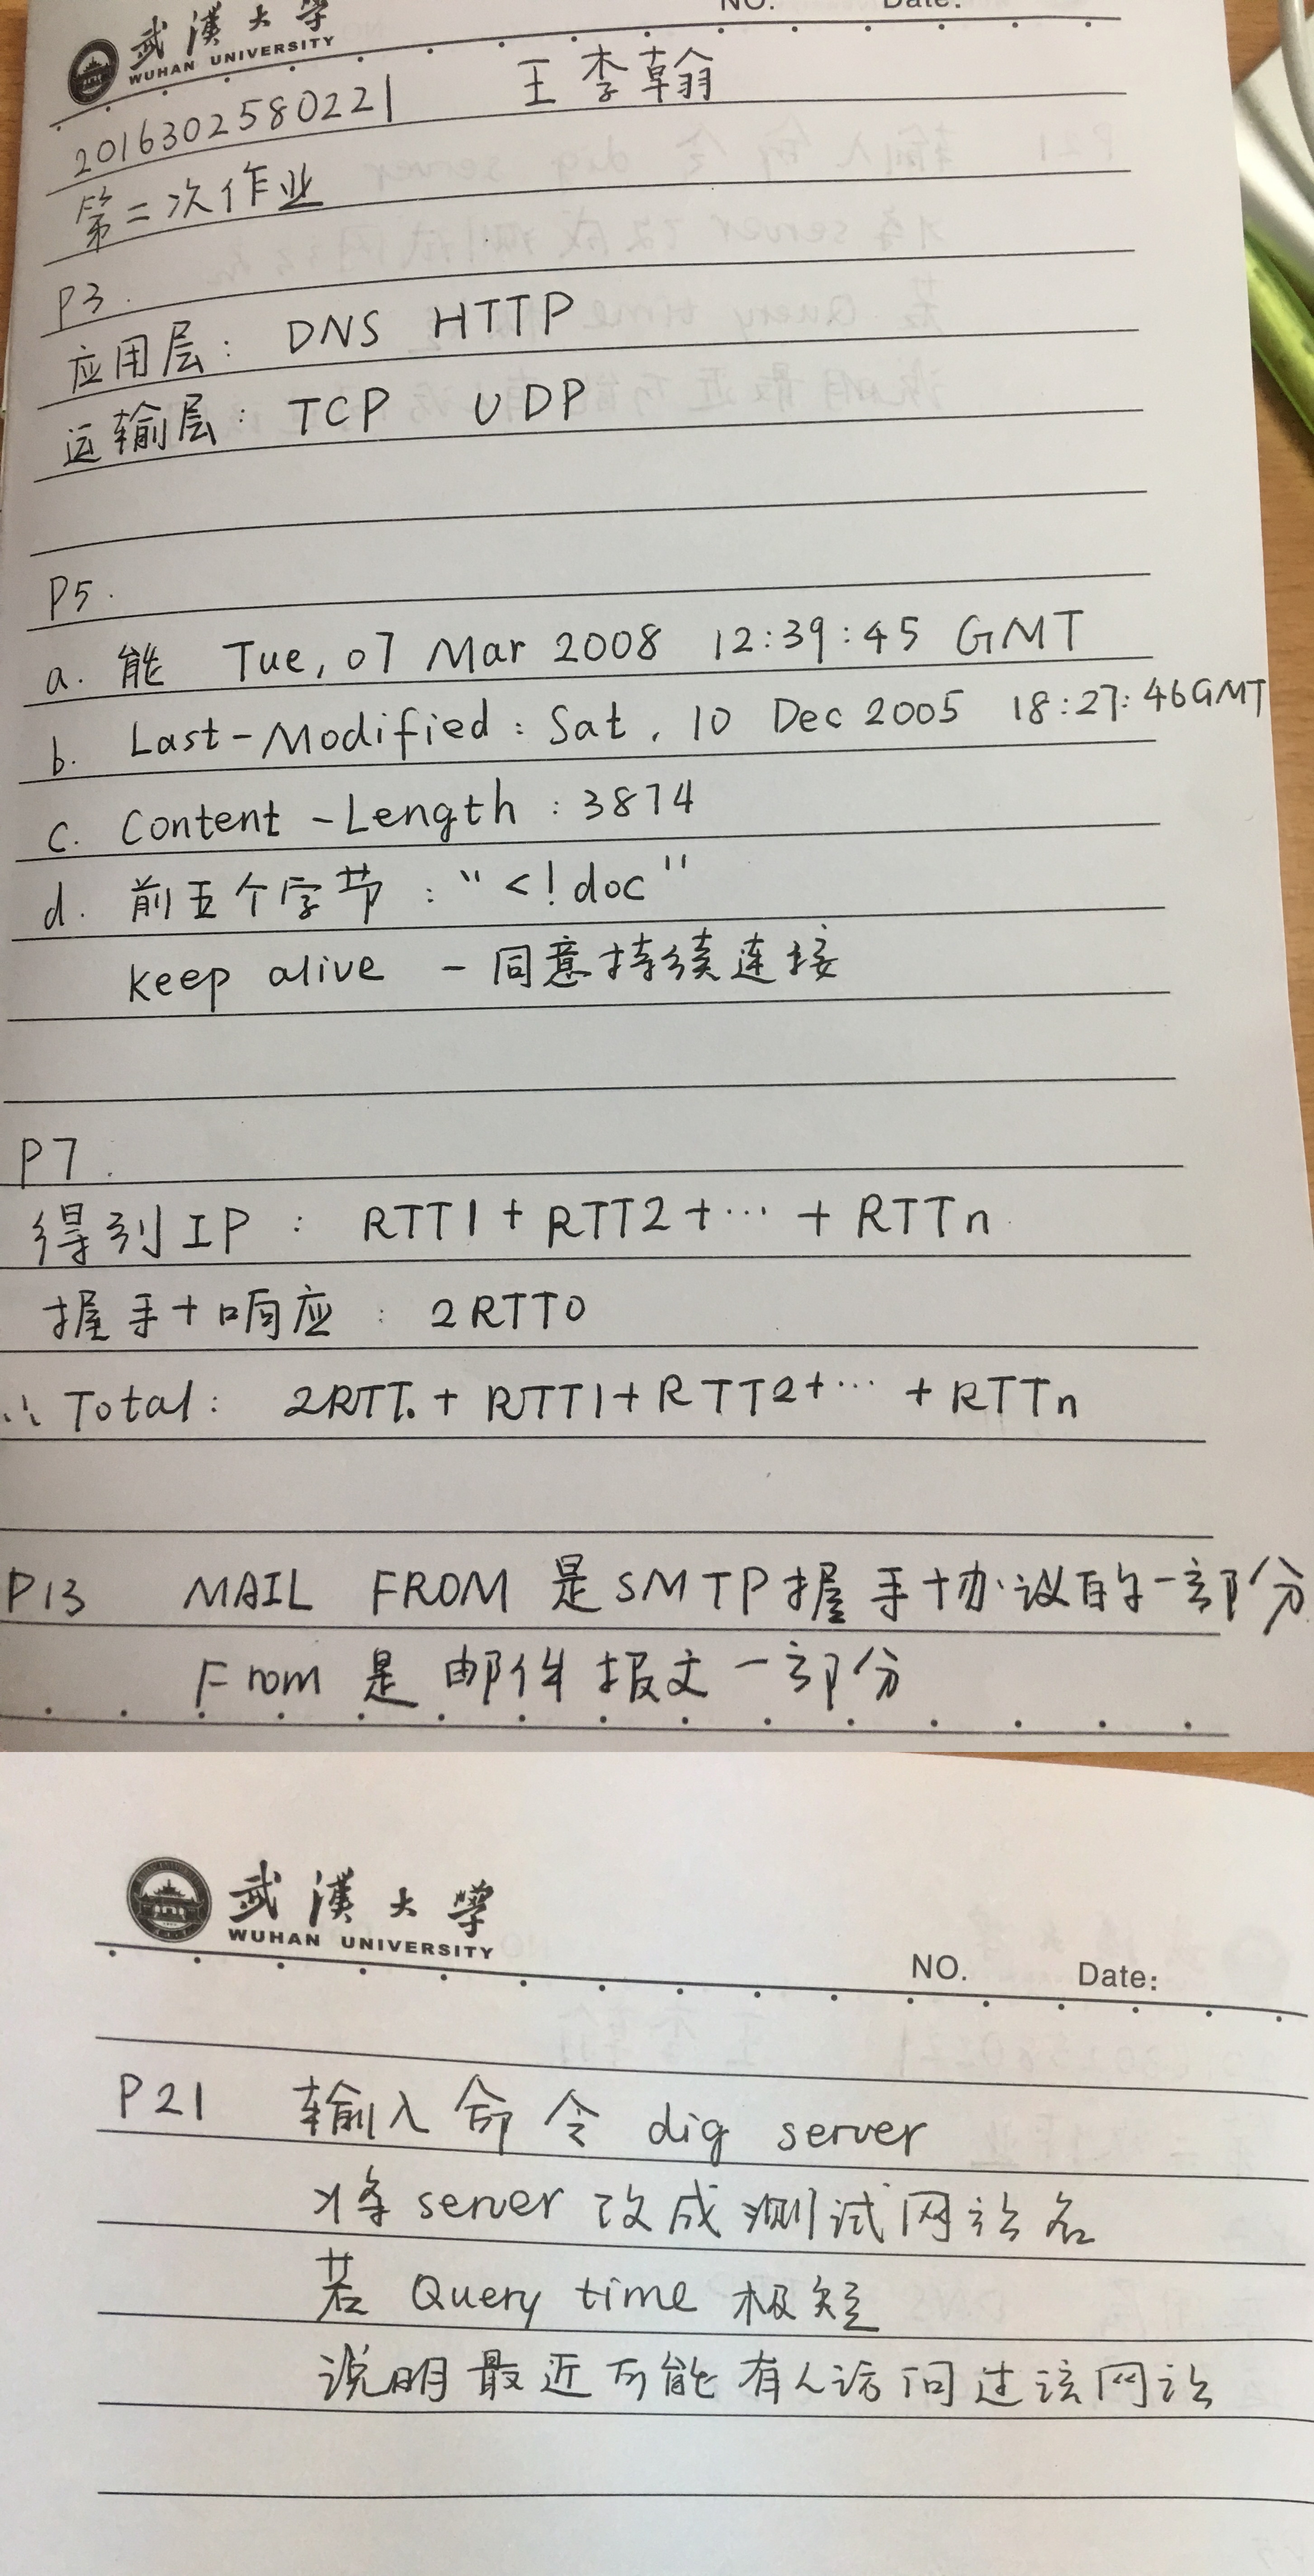 武漢大學
WUHAN UNIVERSITY
NO. Date:
2016302580221 王李翰
第二次作业
P3.
应用层: DNS HTTP
运输层: TCP UDP
P5.
a. 能 Tue, 07 Mar 2008 12:39:45 GMT
b. Last-Modified: Sat, 10 Dec 2005 18:27:46GMT
c. Content-Length: 3874
d. 前五个字节: "<!doc"
keep alive - 同意持续连接
P7.
得到IP: RTT1+RTT2+…+RTTn
握手+响应: 2RTT0
∴ Total: 2RTT₀+RTT1+RTT2+…+RTTn
P13 MAIL FROM 是SMTP握手协议的一部分
From 是邮件报文一部分
武漢大學
WUHAN UNIVERSITY
NO. Date:
P21 输入命令 dig server
将server改成测试网站名
若 Query time 极短
说明最近可能有人访问过该网站